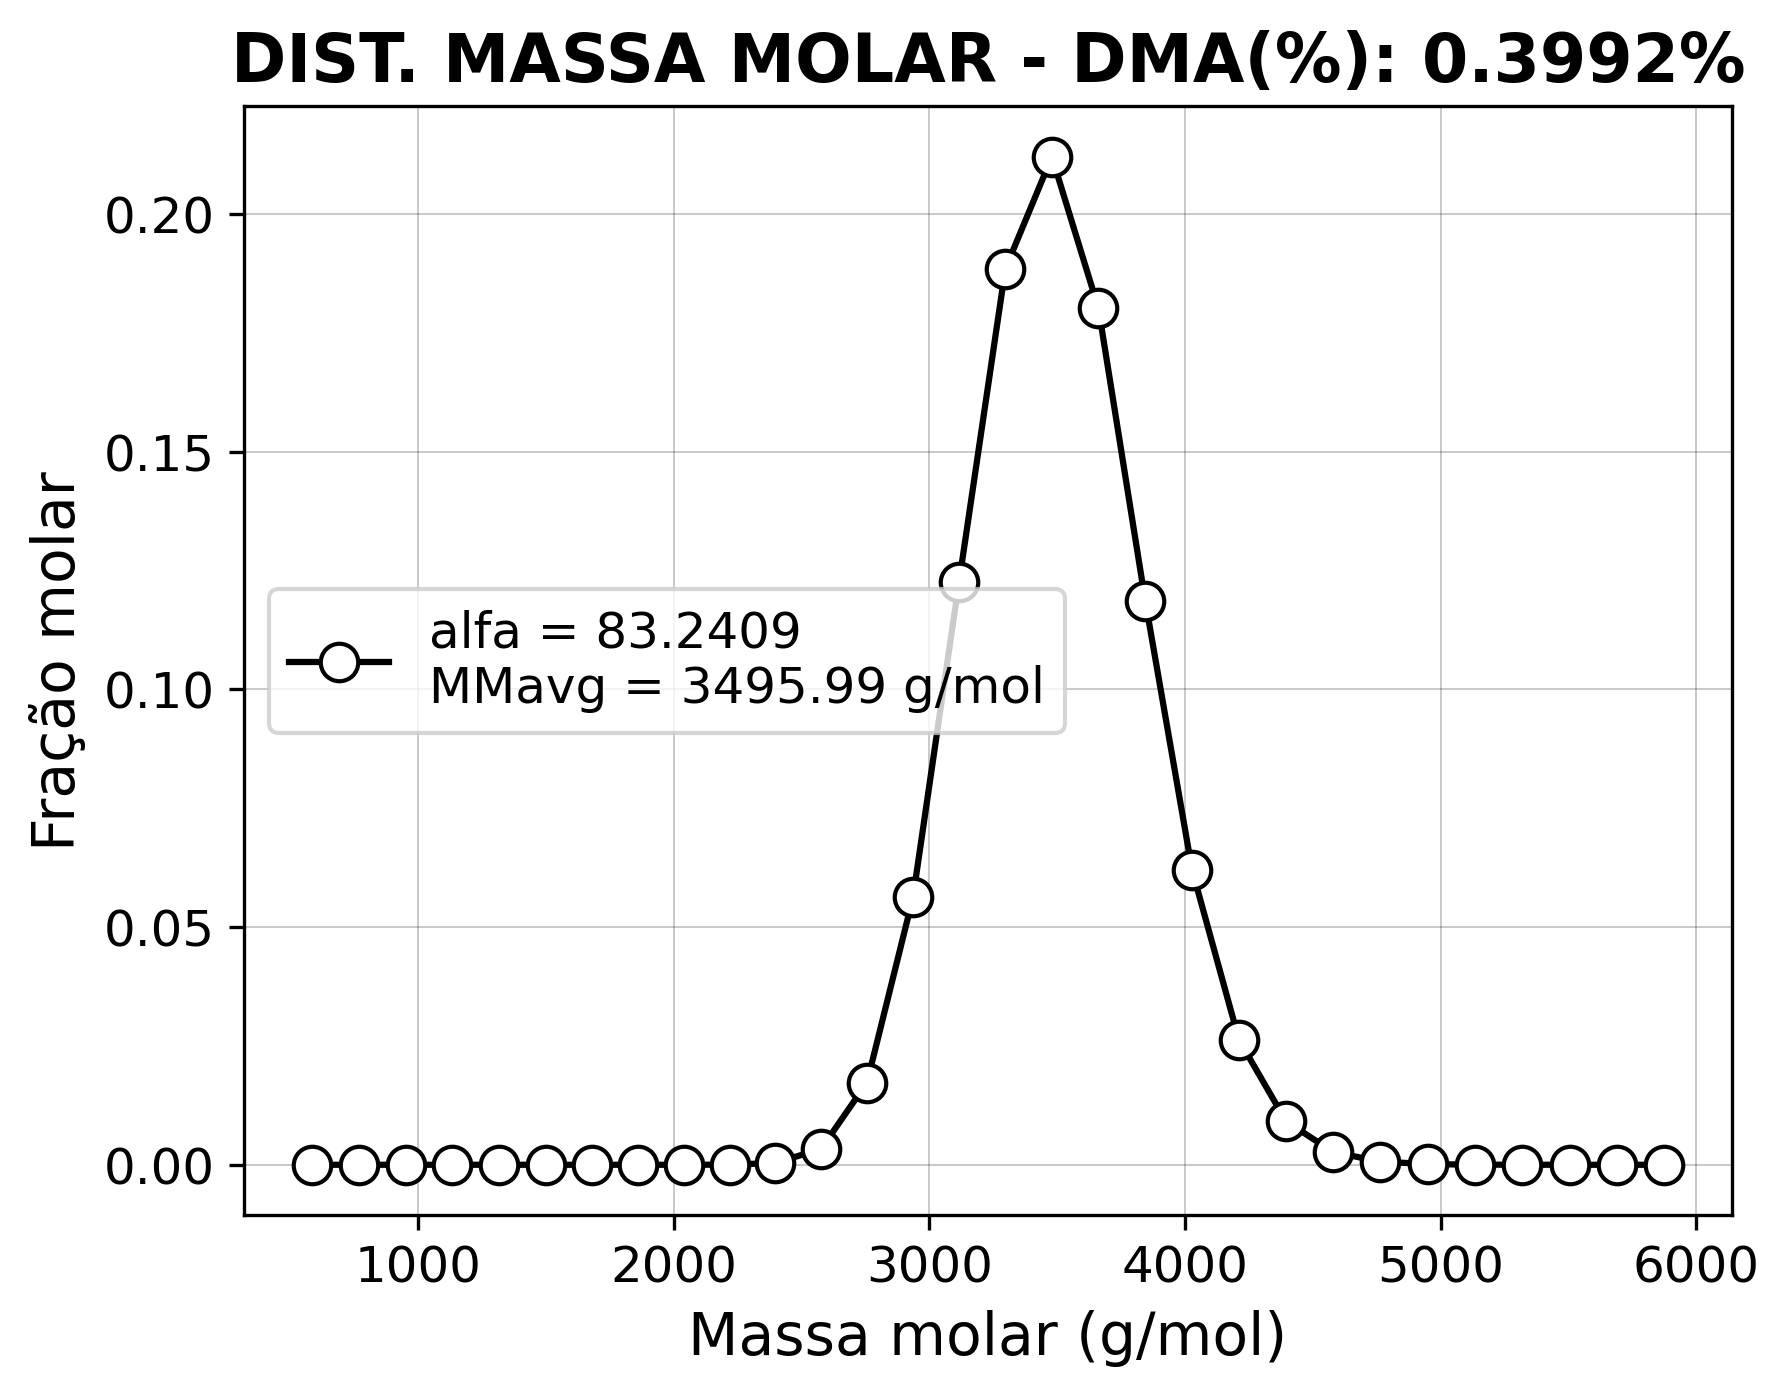 DIST. MASSA MOLAR - DMA(%): 0.3992%
Fração molar
0.20
0.15
0.10
0.05
0.00
alfa = 83.2409
MMavg = 3495.99 g/mol
1000 2000 3000 4000 5000 6000
Massa molar (g/mol)